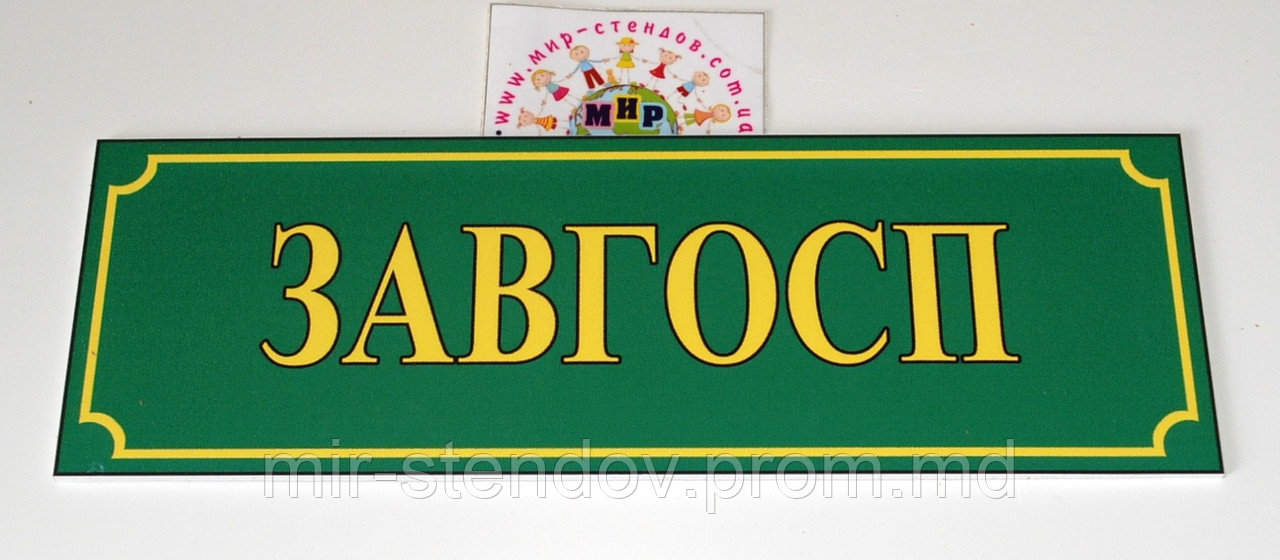 www.мир-стендов.com.ua
МИР
ЗАВГОСП
mir-stendov.prom.md